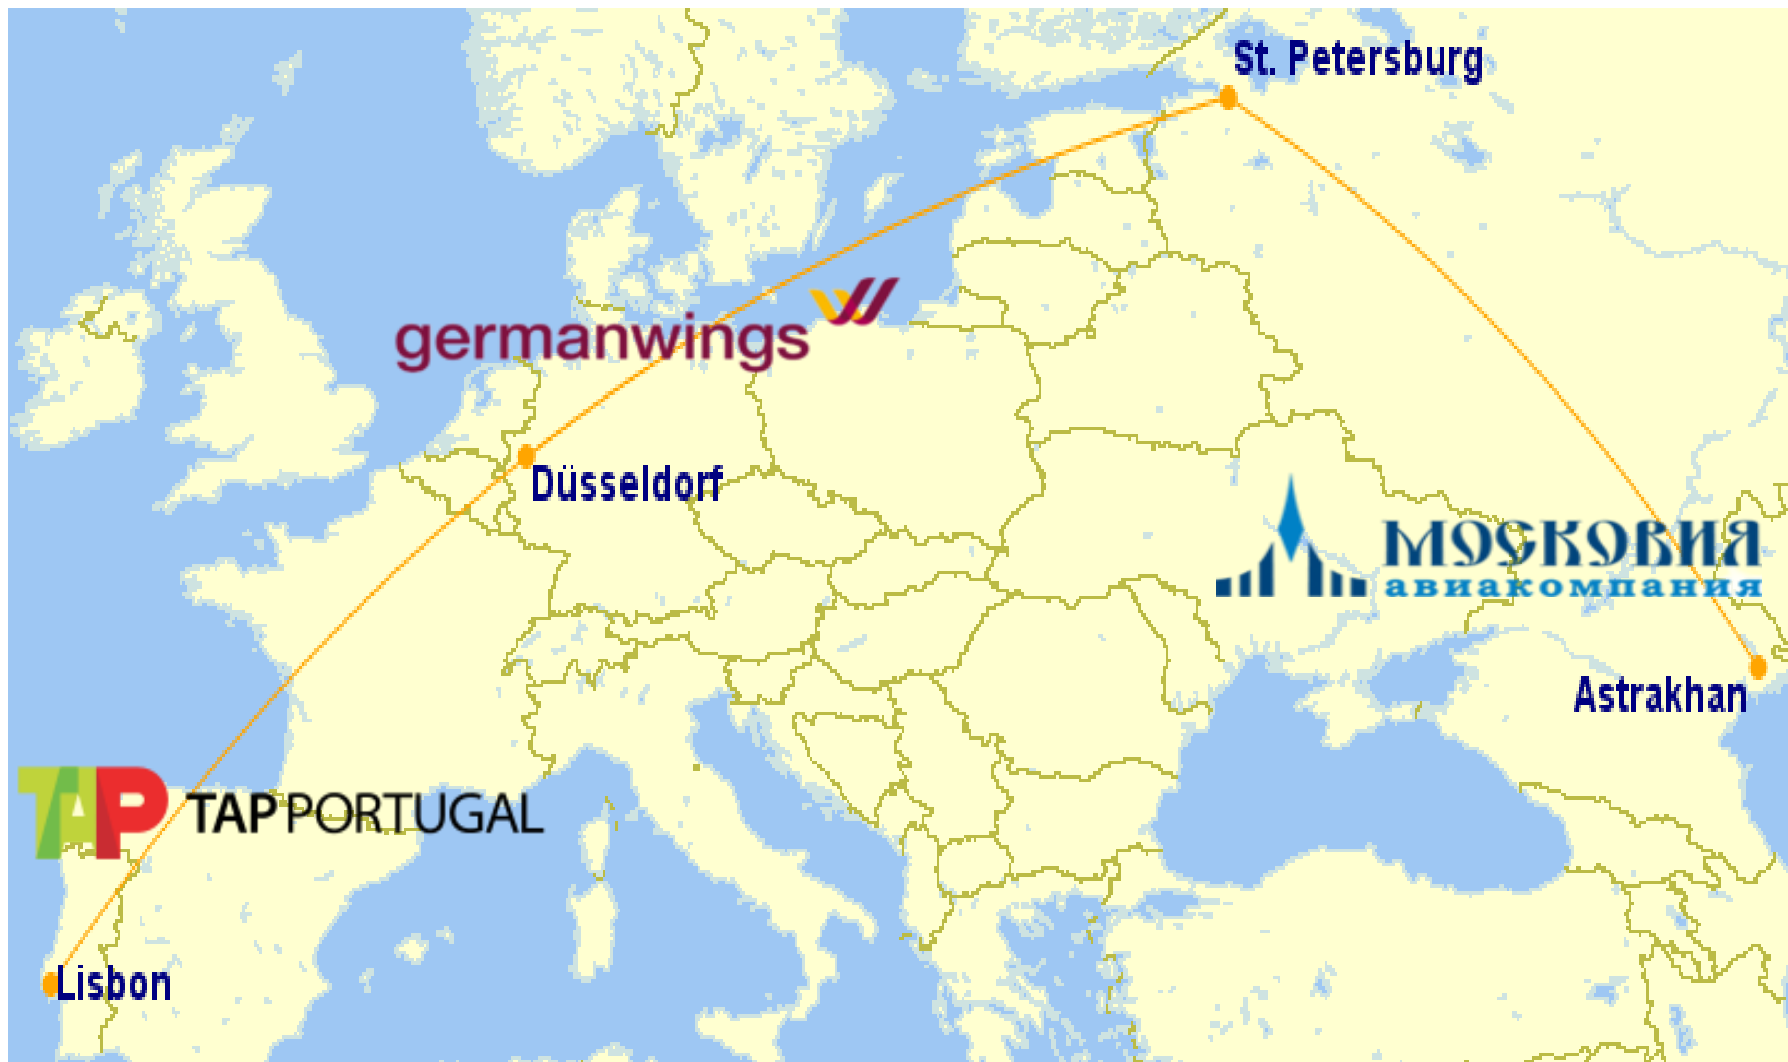 St. Petersburg
germanwings
Düsseldorf
МОСКОВИЯ
авиакомпания
Astrakhan
TAP TAP PORTUGAL
Lisbon